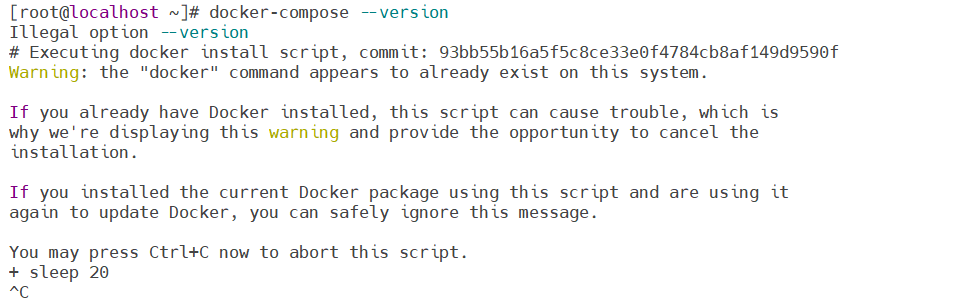 [root@localhost ~]# docker-compose --version
Illegal option --version
# Executing docker install script, commit: 93bb55b16a5f5c8ce33e0f4784cb8af149d9590f
Warning: the "docker" command appears to already exist on this system.
If you already have Docker installed, this script can cause trouble, which is
why we're displaying this warning and provide the opportunity to cancel the
installation.
If you installed the current Docker package using this script and are using it
again to update Docker, you can safely ignore this message.
You may press Ctrl+C now to abort this script.
+ sleep 20
^C